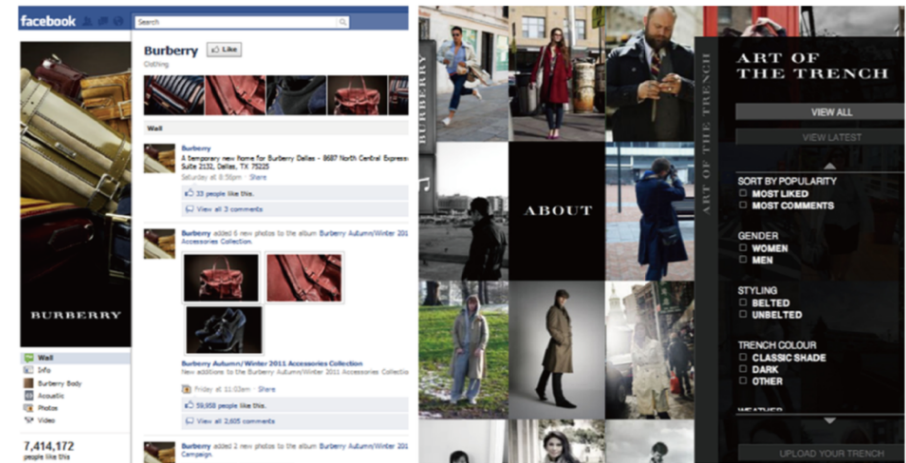 facebook
Search
Burberry
Like
Clothing
Wall
Burberry
A temporary new home for Burberry Dallas - 8687 North Central Express
Suite 2132, Dallas, TX 75225
Saturday at 8:58pm · Share
33 people like this.
View all 3 comments
Burberry added 6 new photos to the album Burberry Autumn/Winter 201
Accessories Collection.
Burberry Autumn/Winter 2011 Accessories Collection
New additions to the Burberry Autumn/Winter 2011 Accessories Collectio
Friday at 11:03am · Share
59,958 people like this.
View all 2,605 comments
Burberry added 2 new photos to the album Burberry Autumn/Winter 201
Campaign.
BURBERRY
Wall
Info
Burberry Body
Acoustic
Photos
Video
7,414,172
people like this
BURBERRY
ABOUT
ART OF THE TRENCH
ART OF
THE TRENCH
VIEW ALL
VIEW LATEST
SORT BY POPULARITY
MOST LIKED
MOST COMMENTS
GENDER
WOMEN
MEN
STYLING
BELTED
UNBELTED
TRENCH COLOUR
CLASSIC SHADE
DARK
OTHER
WEATHER
UPLOAD YOUR TRENCH